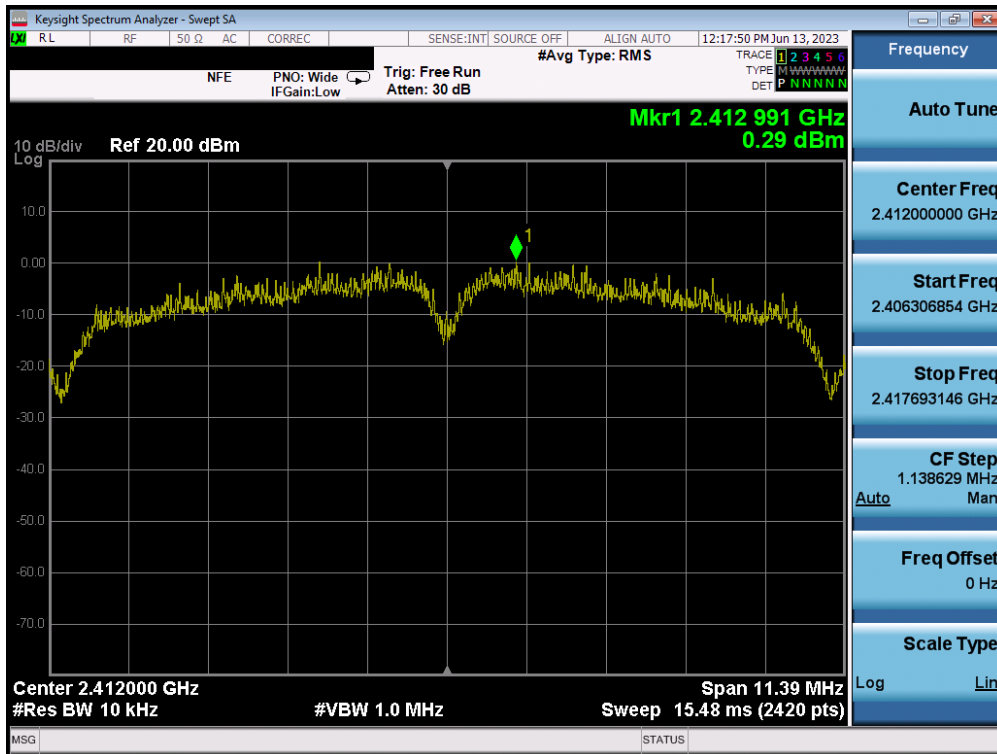 Keysight Spectrum Analyzer - Swept SA
LXI RL RF 50 Ω AC CORREC SENSE:INT SOURCE OFF ALIGN AUTO 12:17:50 PM Jun 13, 2023
#Avg Type: RMS
TRACE 1 2 3 4 5 6
TYPE M WWWWW
DET P N N N N N
NFE
PNO: Wide
IFGain:Low
Trig: Free Run
Atten: 30 dB
Mkr1 2.412 991 GHz
0.29 dBm
10 dB/div
Log
Ref 20.00 dBm
10.0
0.00
-10.0
-20.0
-30.0
-40.0
-50.0
-60.0
-70.0
1
Center 2.412000 GHz
Span 11.39 MHz
#Res BW 10 kHz
#VBW 1.0 MHz
Sweep 15.48 ms (2420 pts)
MSG
STATUS
Frequency
Auto Tune
Center Freq
2.412000000 GHz
Start Freq
2.406306854 GHz
Stop Freq
2.417693146 GHz
CF Step
1.138629 MHz
Auto Man
Freq Offset
0 Hz
Scale Type
Log Lin